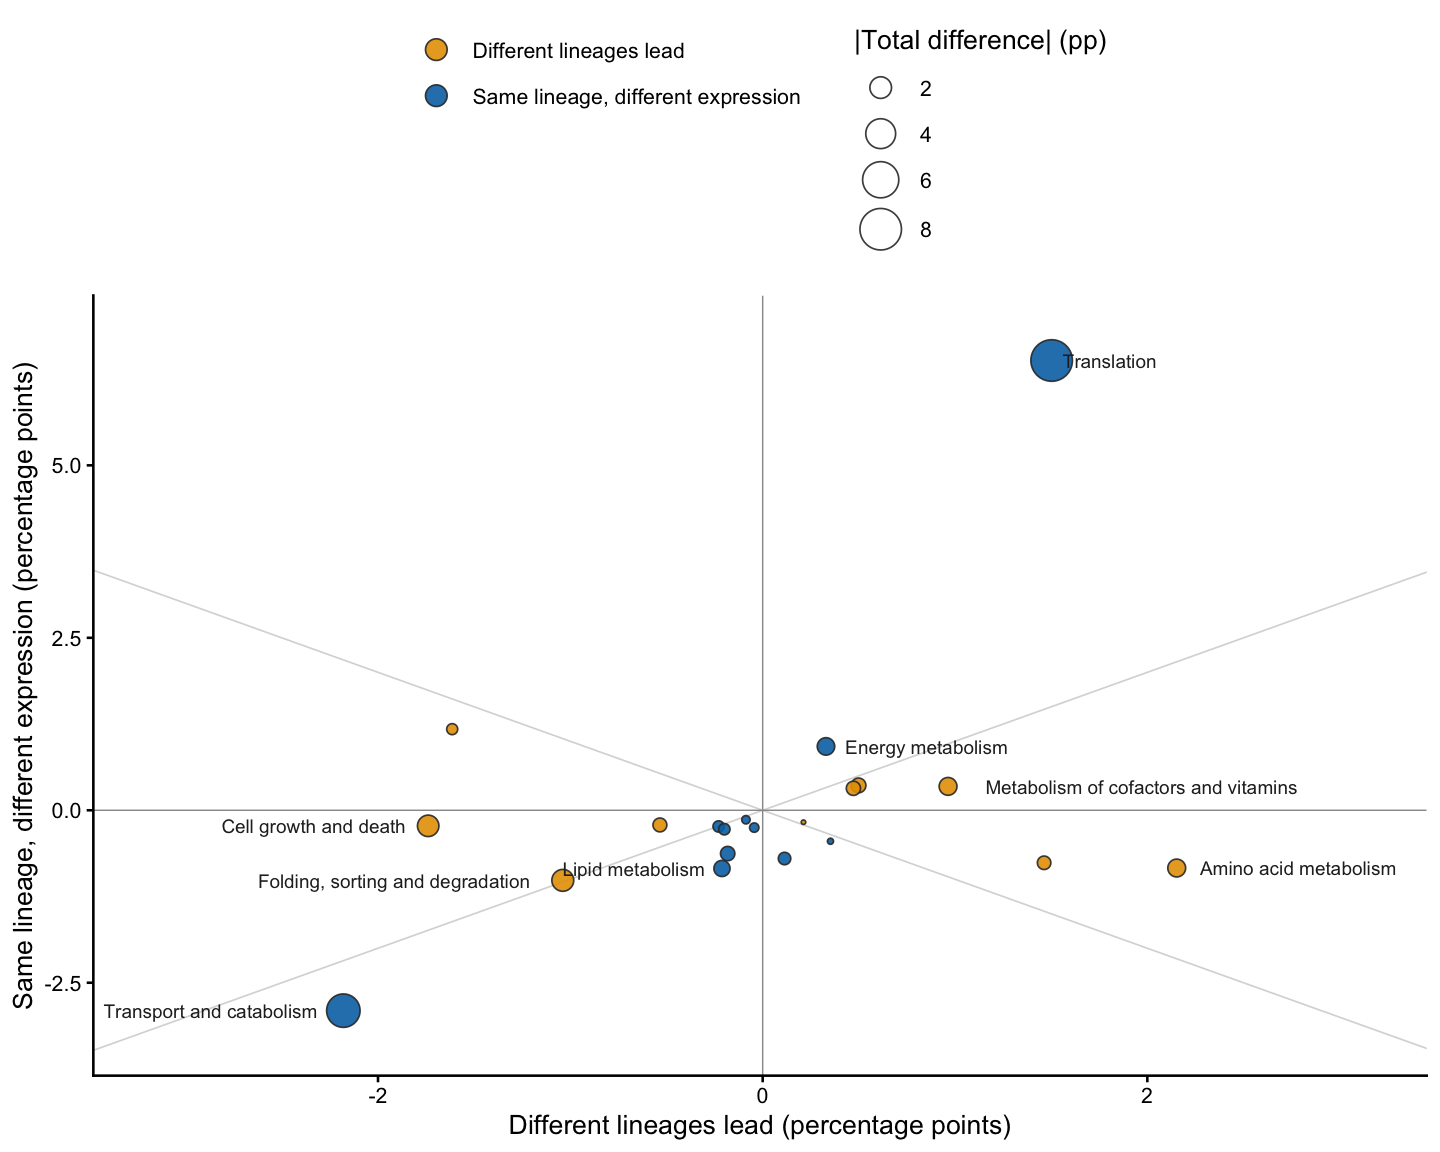 Different lineages lead
Same lineage, different expression
|Total difference| (pp)
2
4
6
8
Same lineage, different expression (percentage points)
5.0
2.5
0.0
-2.5
Translation
Energy metabolism
Metabolism of cofactors and vitamins
Cell growth and death
Lipid metabolism
Amino acid metabolism
Folding, sorting and degradation
Transport and catabolism
-2
0
2
Different lineages lead (percentage points)